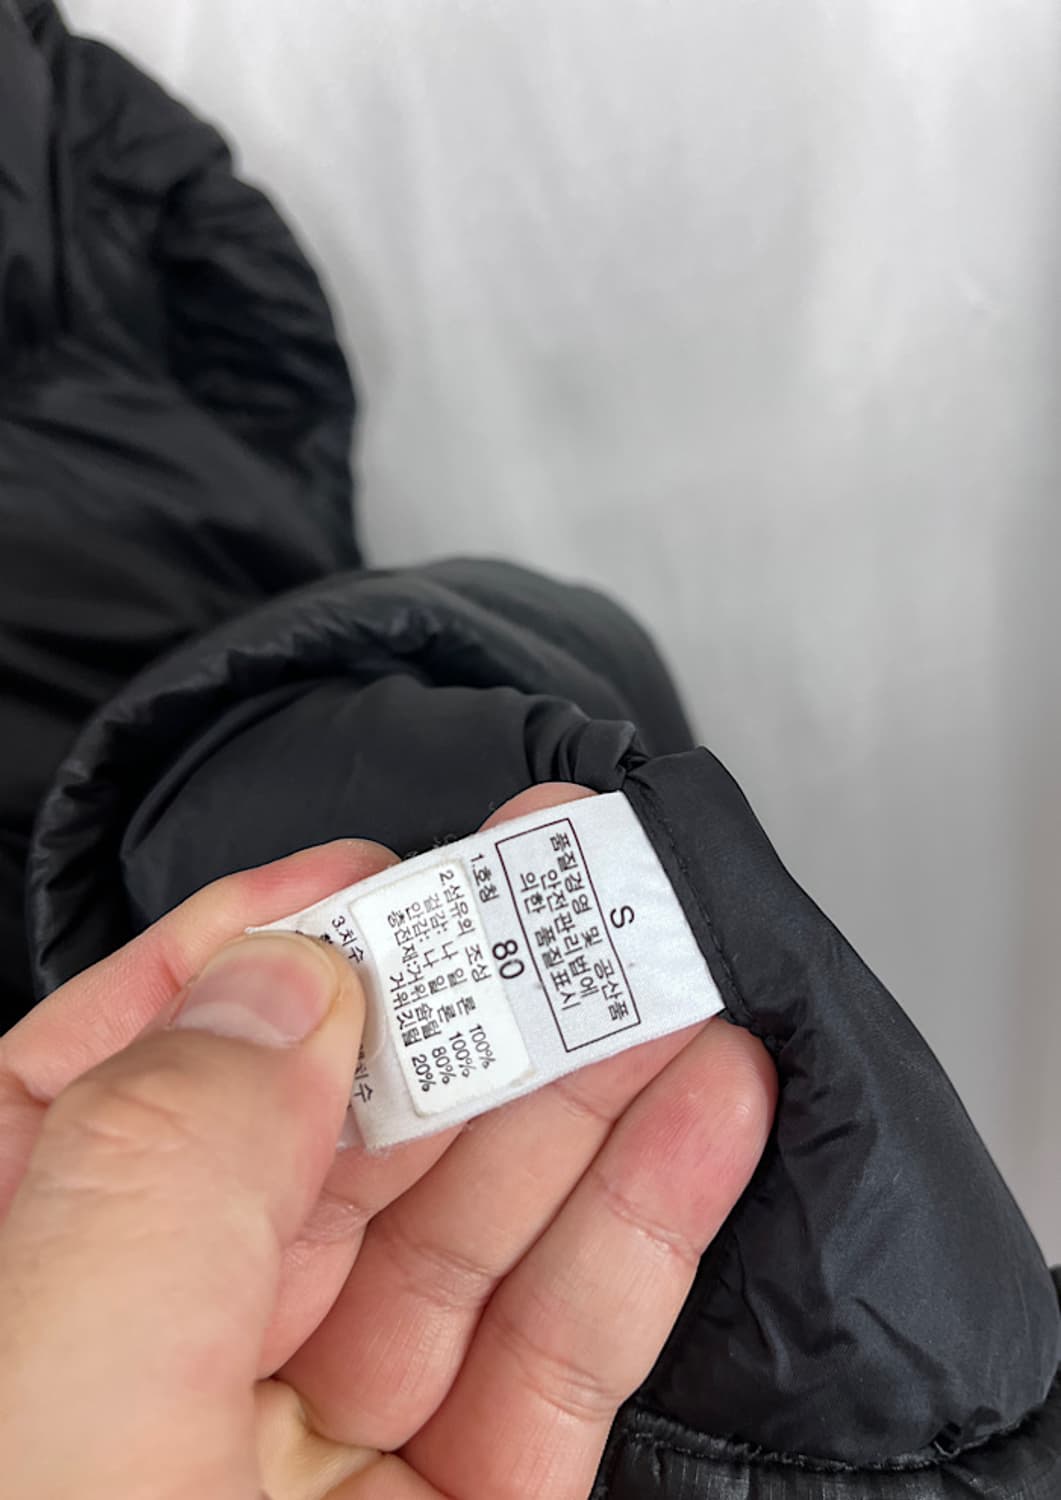 S
품질경영 및 공산품
안전관리법에
의한 품질표시
1.호칭 80
2.섬유의 조성
겉감: 나 일 론 100%
안감: 나 일 론 100%
충전재:거위솜털 80%
거위깃털 20%
3.치수
치수